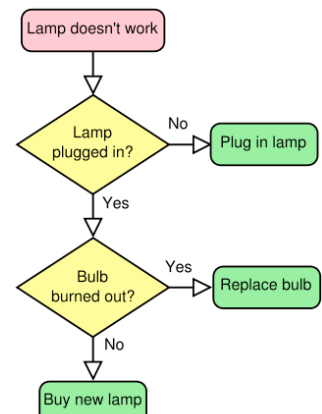 Lamp doesn't work
Lamp
plugged in?
No
Plug in lamp
Yes
Bulb
burned out?
Yes
Replace bulb
No
Buy new lamp